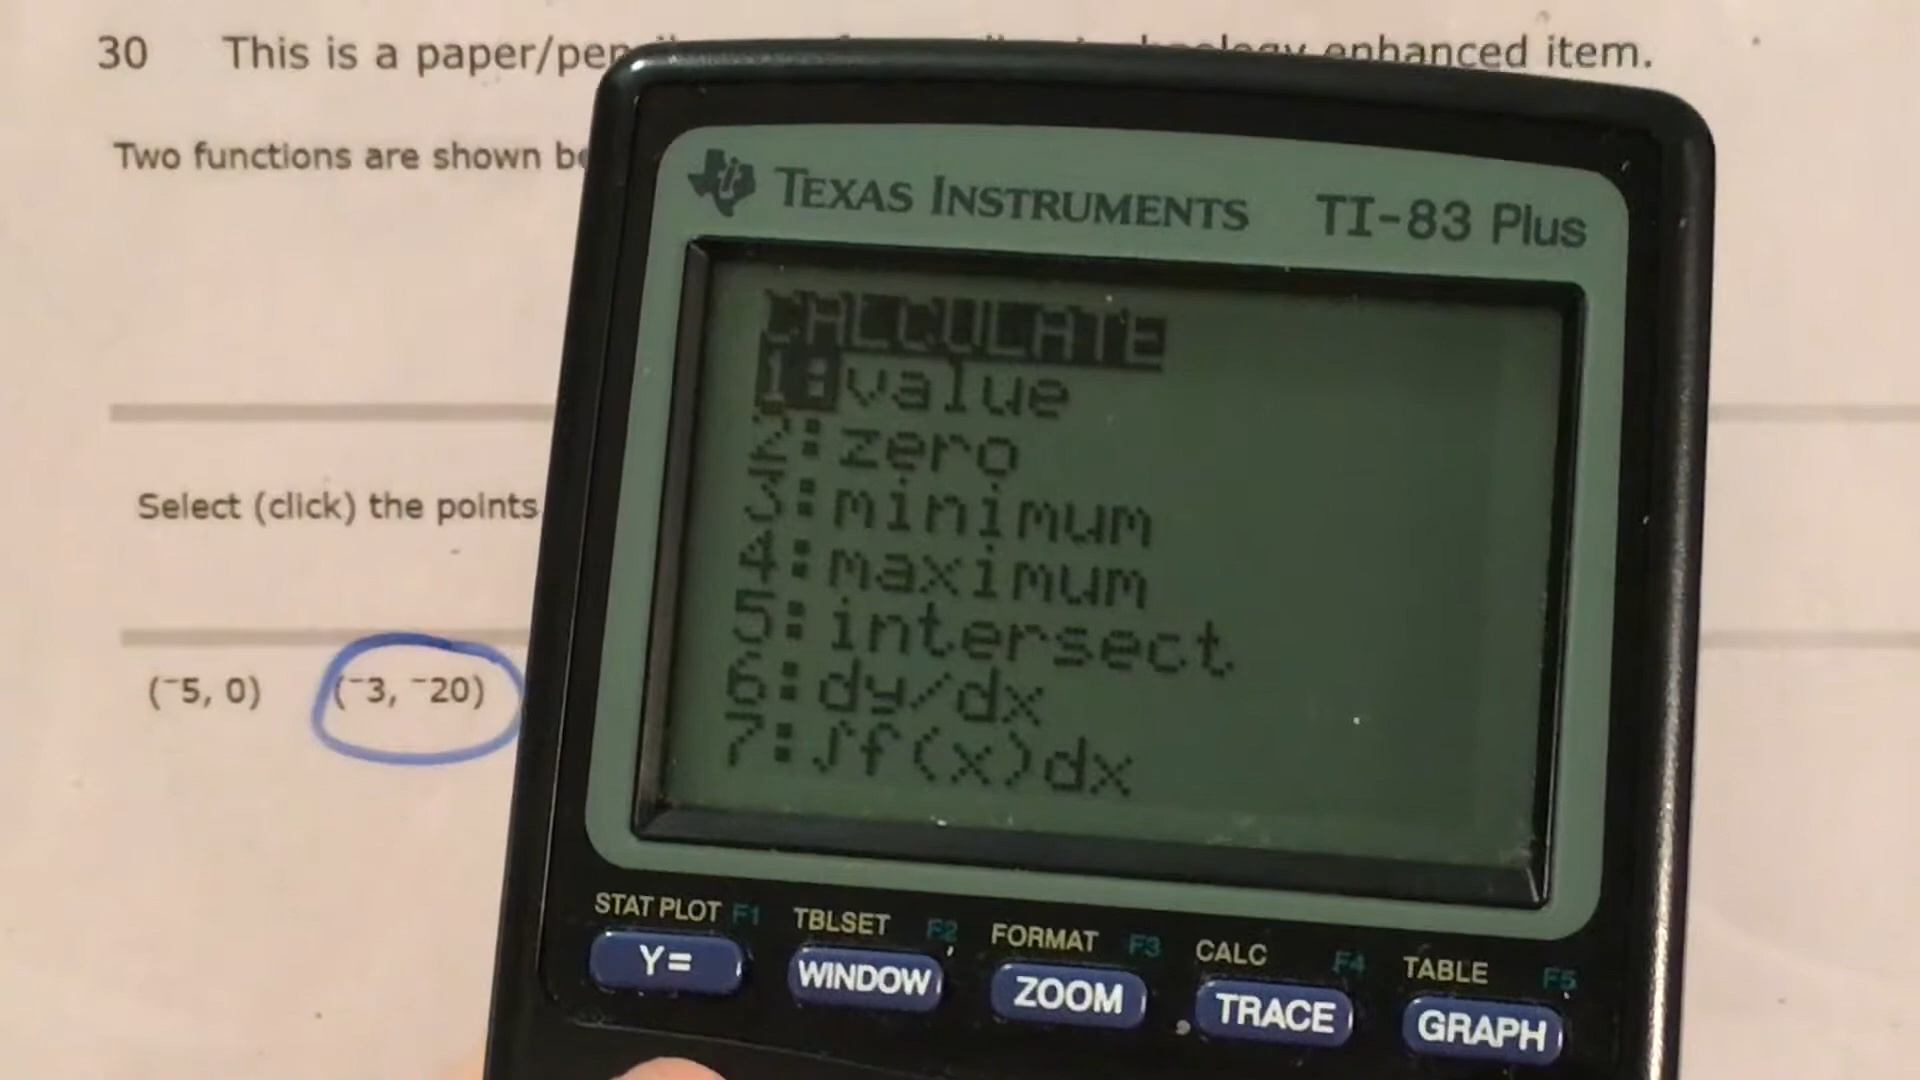 30 This is a paper/pen enhanced item.
Two functions are shown
Select (click) the points
(⁻5, 0) (⁻3, ⁻20)
TEXAS INSTRUMENTS TI-83 Plus
CALCULATE
1:value
2:zero
3:minimum
4:maximum
5:intersect
6:dy/dx
7:∫f(x)dx
STAT PLOT F1 TBLSET F2 FORMAT F3 CALC F4 TABLE F5
Y= WINDOW ZOOM TRACE GRAPH